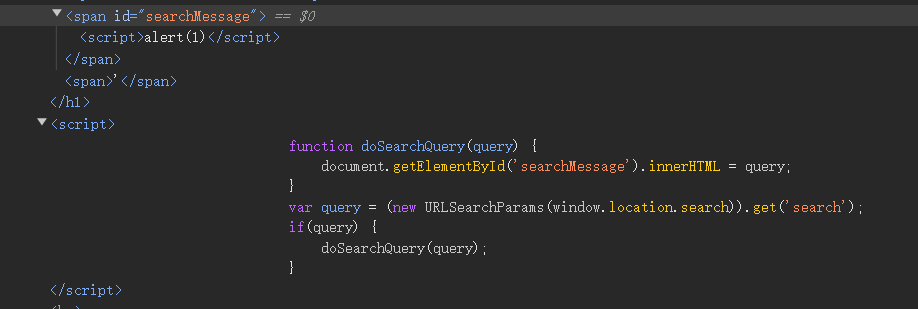 ▼<span id="searchMessage"> == $0
<script>alert(1)</script>
</span>
<span>'</span>
</h1>
▼<script>
function doSearchQuery(query) {
document.getElementById('searchMessage').innerHTML = query;
}
var query = (new URLSearchParams(window.location.search)).get('search');
if(query) {
doSearchQuery(query);
}
</script>